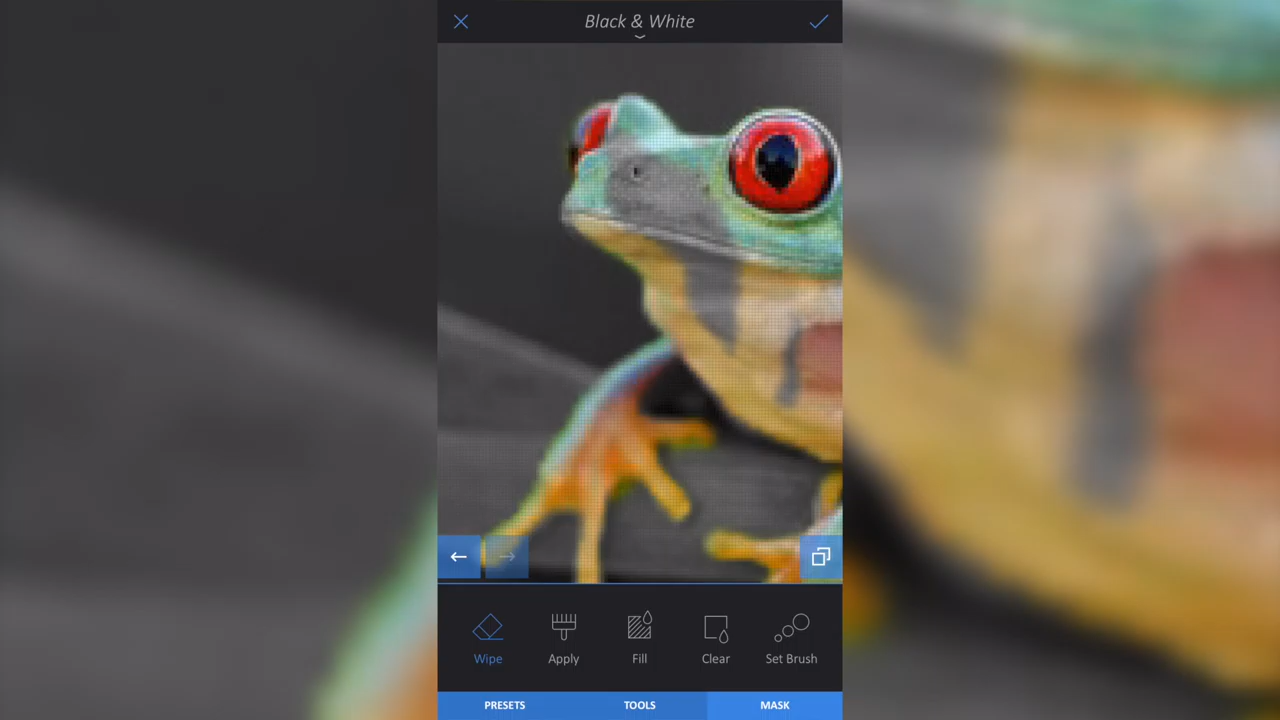 Black & White
Wipe
Apply
Fill
Clear
Set Brush
PRESETS
TOOLS
MASK